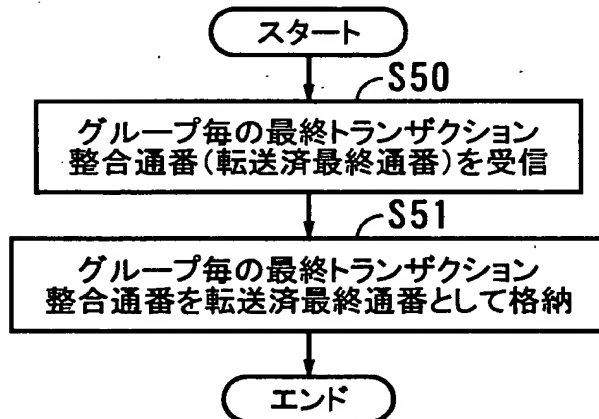 スタート
S50
グループ毎の最終トランザクション
整合通番(転送済最終通番)を受信
S51
グループ毎の最終トランザクション
整合通番を転送済最終通番として格納
エンド